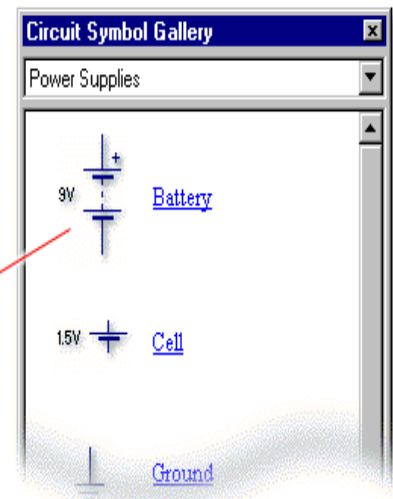 Circuit Symbol Gallery
Power Supplies
+
9V Battery
1.5V Cell
Ground